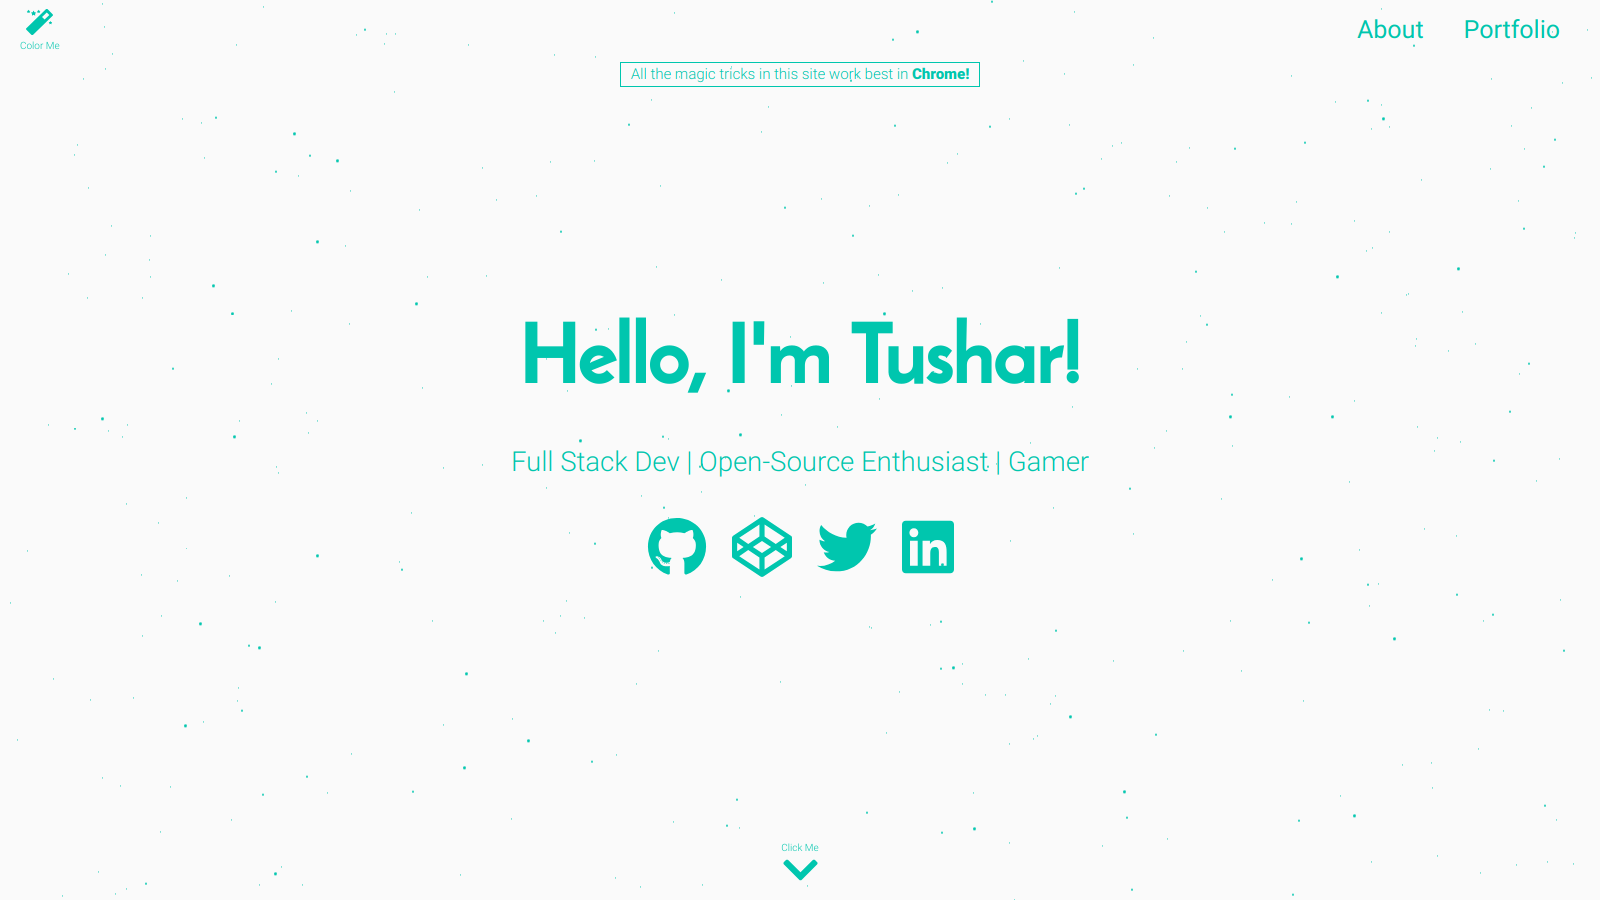 Color Me
About
Portfolio
All the magic tricks in this site work best in Chrome!
Hello, I'm Tushar!
Full Stack Dev | Open-Source Enthusiast | Gamer
in
Click Me